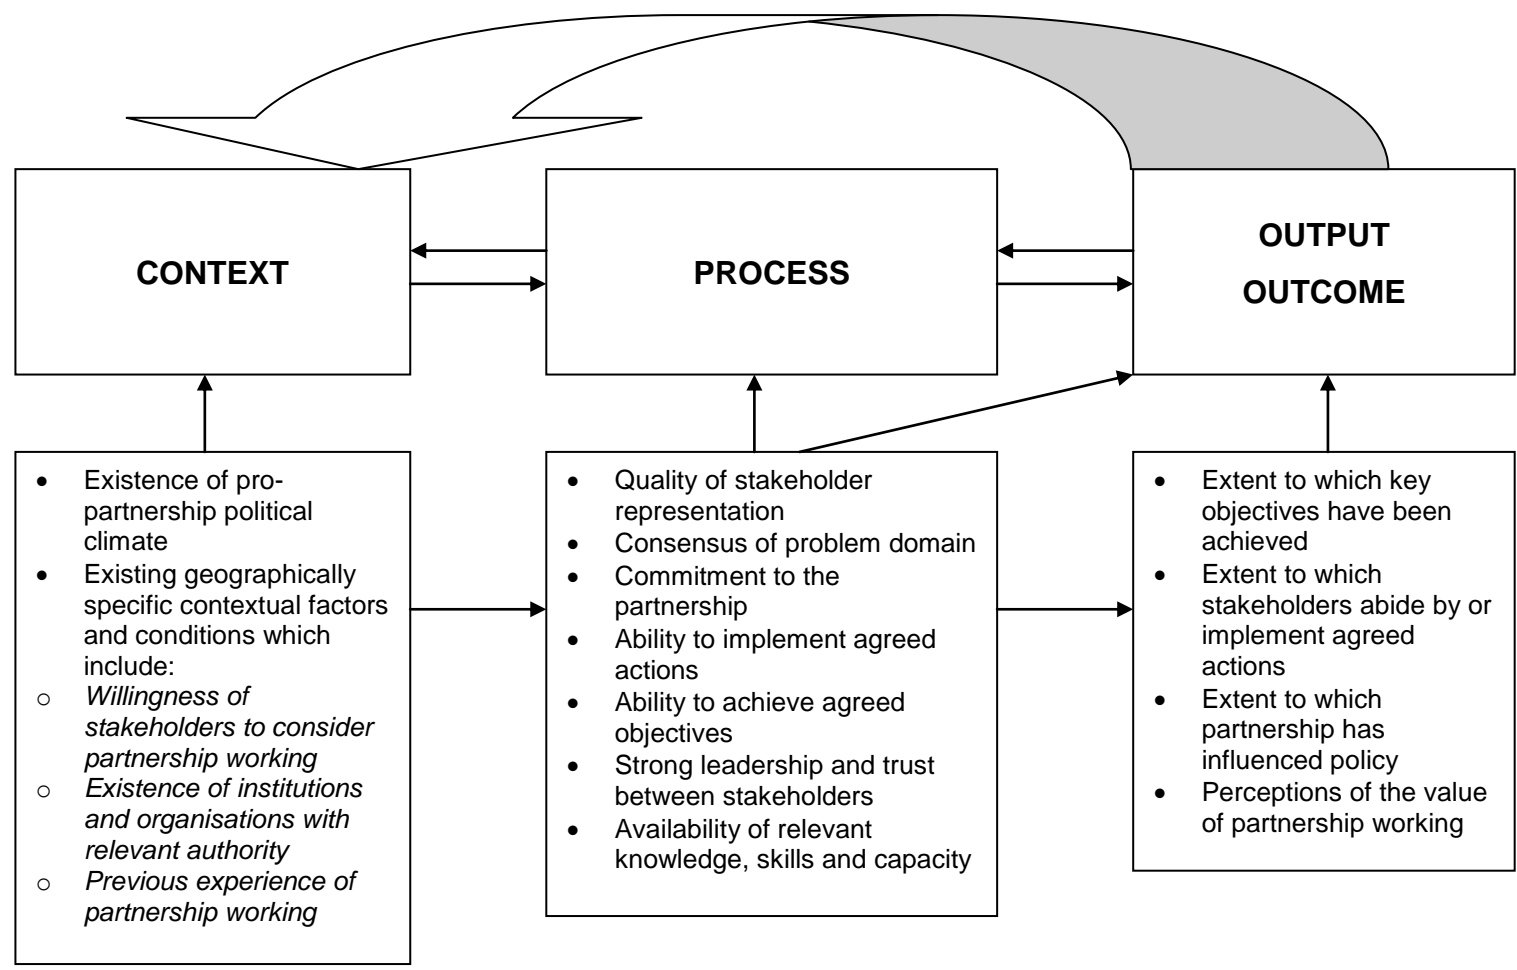 CONTEXT
PROCESS
OUTPUT
OUTCOME
• Existence of pro-
partnership political
climate
• Existing geographically
specific contextual factors
and conditions which
include:
o Willingness of
stakeholders to consider
partnership working
o Existence of institutions
and organisations with
relevant authority
o Previous experience of
partnership working
• Quality of stakeholder
representation
• Consensus of problem domain
• Commitment to the
partnership
• Ability to implement agreed
actions
• Ability to achieve agreed
objectives
• Strong leadership and trust
between stakeholders
• Availability of relevant
knowledge, skills and capacity
• Extent to which key
objectives have been
achieved
• Extent to which
stakeholders abide by or
implement agreed
actions
• Extent to which
partnership has
influenced policy
• Perceptions of the value
of partnership working